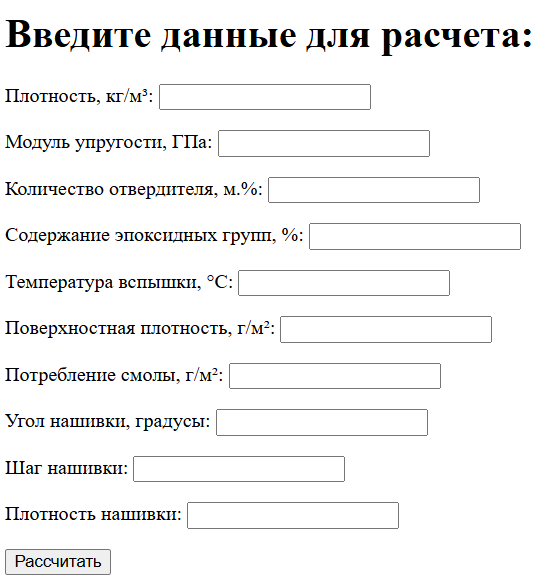 Введите данные для расчета:
Плотность, кг/м³:
Модуль упругости, ГПа:
Количество отвердителя, м.%:
Содержание эпоксидных групп, %:
Температура вспышки, °C:
Поверхностная плотность, г/м²:
Потребление смолы, г/м²:
Угол нашивки, градусы:
Шаг нашивки:
Плотность нашивки:
Рассчитать